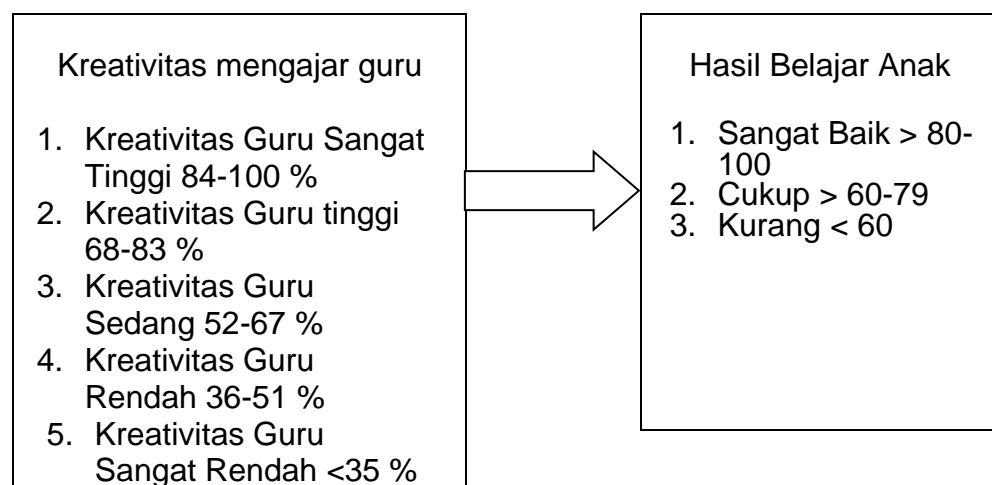 Kreativitas mengajar guru
1. Kreativitas Guru Sangat
Tinggi 84-100 %
2. Kreativitas Guru tinggi
68-83 %
3. Kreativitas Guru
Sedang 52-67 %
4. Kreativitas Guru
Rendah 36-51 %
5. Kreativitas Guru
Sangat Rendah <35 %
Hasil Belajar Anak
1. Sangat Baik > 80-
100
2. Cukup > 60-79
3. Kurang < 60